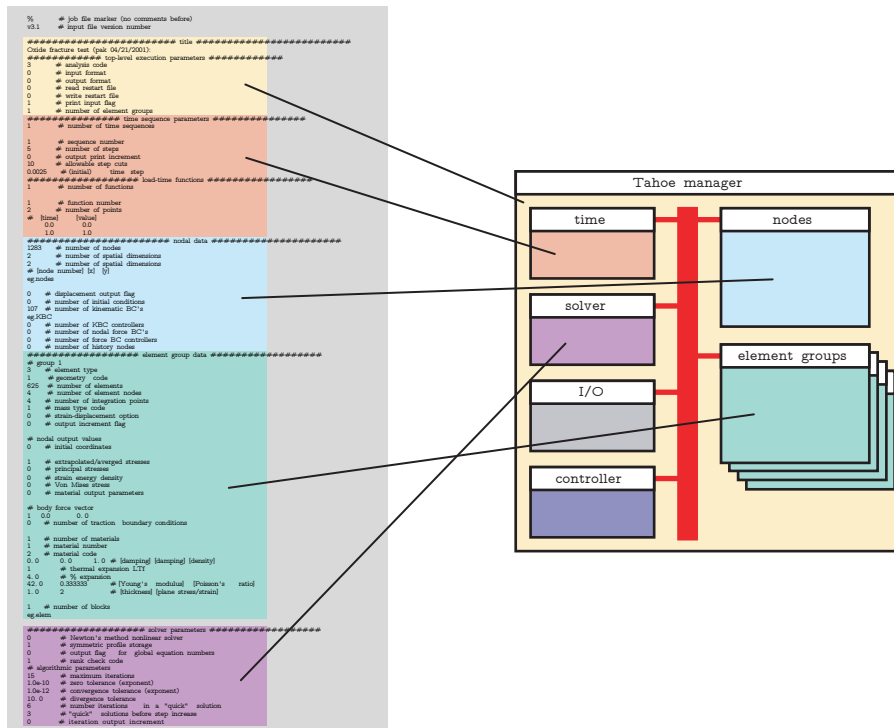 % # job file marker (no comments before)
v3.1 # input file version number
####################### title ############################
Oxide fracture test (pak 04/21/2001):
############ top-level execution parameters ############
3 # analysis code
0 # input format
0 # output format
0 # read restart file
0 # write restart file
1 # print input flag
1 # number of element groups
############### time sequence parameters ###############
1 # number of time sequences
1 # sequence number
5 # number of steps
0 # output print increment
10 # allowable step cuts
0.0025 # (initial) time step
################## load-time functions #################
1 # number of functions
1 # function number
2 # number of points
# [time] [value]
0.0 0.0
1.0 1.0
###################### nodal data ########################
1283 # number of nodes
2 # number of spatial dimensions
2 # number of spatial dimensions
# [node number] [x] [y]
eg.nodes
0 # displacement output flag
0 # number of initial conditions
107 # number of kinematic BC's
eg.KBC
0 # number of KBC controllers
0 # number of nodal force BC's
0 # number of force BC controllers
0 # number of history nodes
################## element group data ######################
# group 1
3 # element type
1 # geometry code
625 # number of elements
4 # number of element nodes
4 # number of integration points
1 # mass type code
0 # strain-displacement option
0 # output increment flag
# nodal output values
0 # initial coordinates
1 # extrapolated/averged stresses
0 # principal stresses
0 # strain energy density
0 # Von Mises stress
0 # material output parameters
# body force vector
1 0.0 0.0
0 # number of traction boundary conditions
1 # number of materials
1 # material number
2 # material code
0.0 0.0 1.0 # [damping] [damping] [density]
1 # thermal expansion LTf
4.0 # % expansion
42.0 0.333333 # [Young's modulus] [Poisson's ratio]
1.0 2 # [thickness] [plane stress/strain]
1 # number of blocks
eg.elem
################## solver parameters ######################
0 # Newton's method nonlinear solver
1 # symmetric profile storage
0 # output flag for global equation numbers
1 # rank check code
# algorithmic parameters
15 # maximum iterations
1.0e-10 # zero tolerance (exponent)
1.0e-12 # convergence tolerance (exponent)
10.0 # divergence tolerance
6 # number iterations in a "quick" solution
3 # "quick" solutions before step increase
0 # iteration output increment
Tahoe manager
time
nodes
solver
element groups
I/O
controller